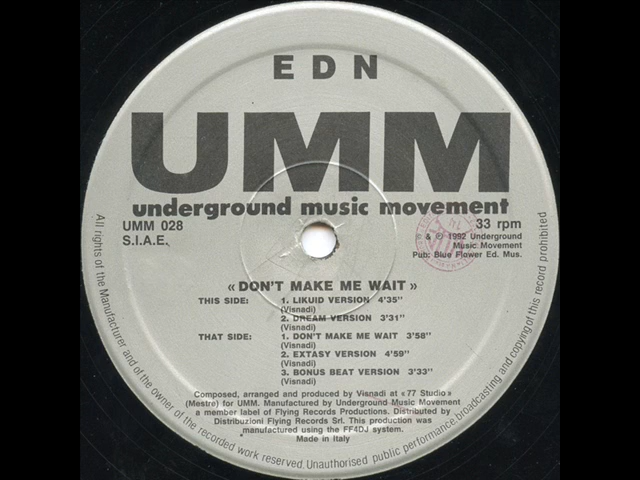 EDN
UMM
underground music movement
UMM 028
S.I.A.E.
33 rpm
© & ℗ 1992 Underground
Music Movement
Pub: Blue Flower Ed. Mus.
« DON'T MAKE ME WAIT »
THIS SIDE: 1. LIKUID VERSION 4'35''
(Visnadi)
2. DREAM VERSION 3'31''
(Visnadi)
THAT SIDE: 1. DON'T MAKE ME WAIT 3'58''
(Visnadi)
2. EXTASY VERSION 4'59''
(Visnadi)
3. BONUS BEAT VERSION 3'33''
(Visnadi)
Composed, arranged and produced by Visnadi at «77 Studio»
(Mestre) for UMM. Manufactured by Underground Music Movement
a member label of Flying Records Productions. Distributed by
Distribuzioni Flying Records Srl. This production was
manufactured using the FF4DJ system.
Made in Italy
All rights of the Manufacturer and of the owner of the recorded work reserved. Unauthorised public performance, broadcasting and copying of this record prohibited